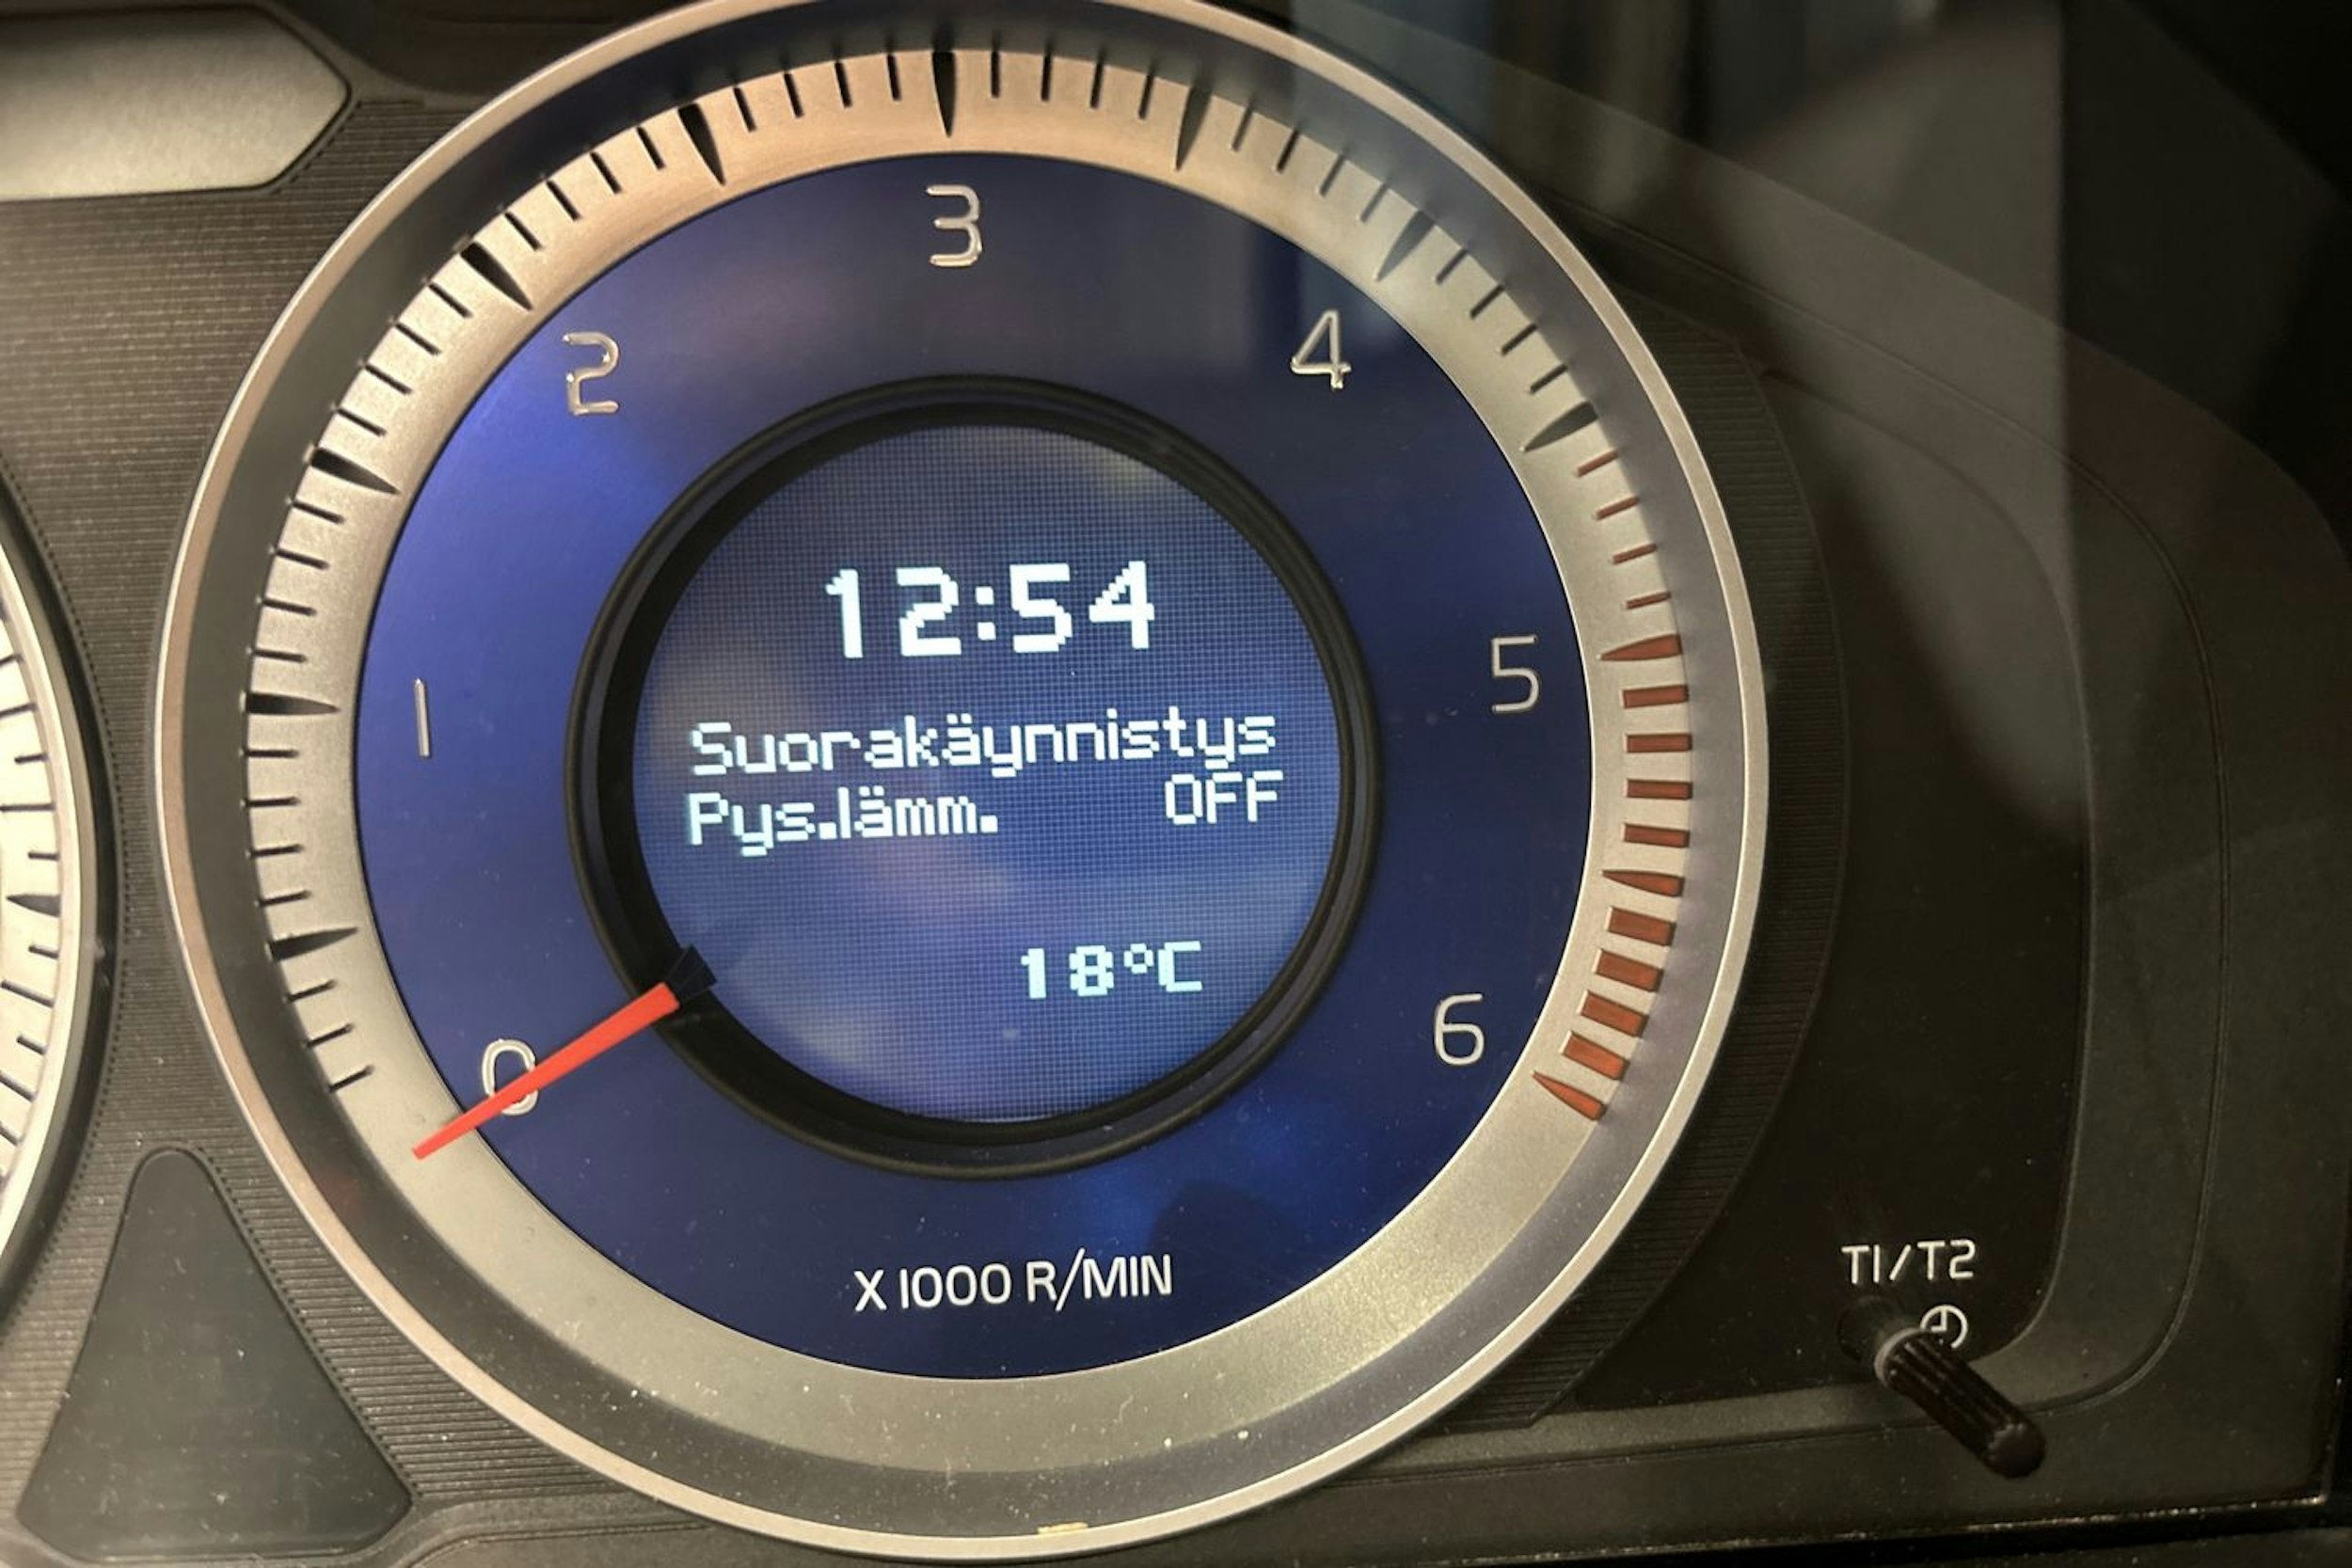 3
2
4
12:54
1
5
Suorakäynnistys
Pys.lämm. OFF
18°C
0
6
X 1000 R/MIN
T1/T2